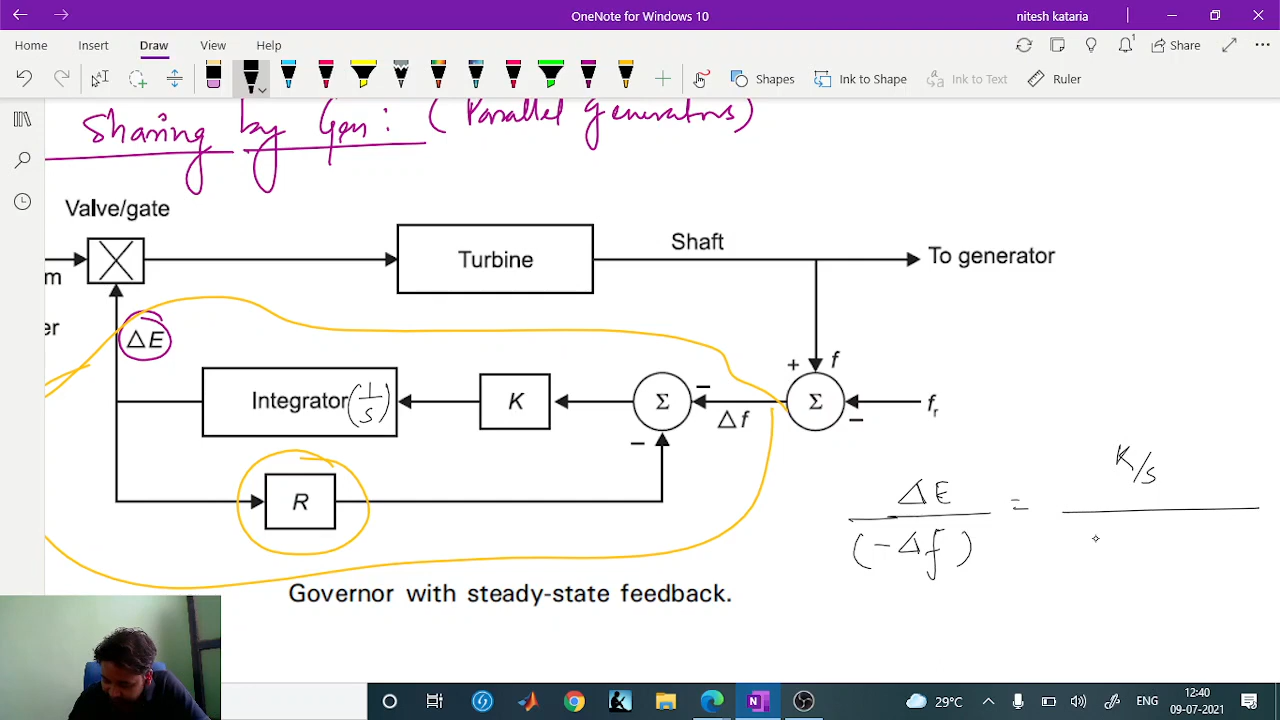 OneNote for Windows 10
nitesh kataria
Home Insert Draw View Help
Share
Shapes
Ink to Shape
Ink to Text
Ruler
Sharing by Gen: (Parallel Generators)
Valve/gate
Turbine
Shaft
To generator
m
er
ΔE
+ f
Integrator (1/s)
K
Σ
−
Δf
Σ
−
fr
−
R
ΔE / (−Δf) = K/s
Governor with steady-state feedback.
29°C
ENG
12:40
09-07-2021